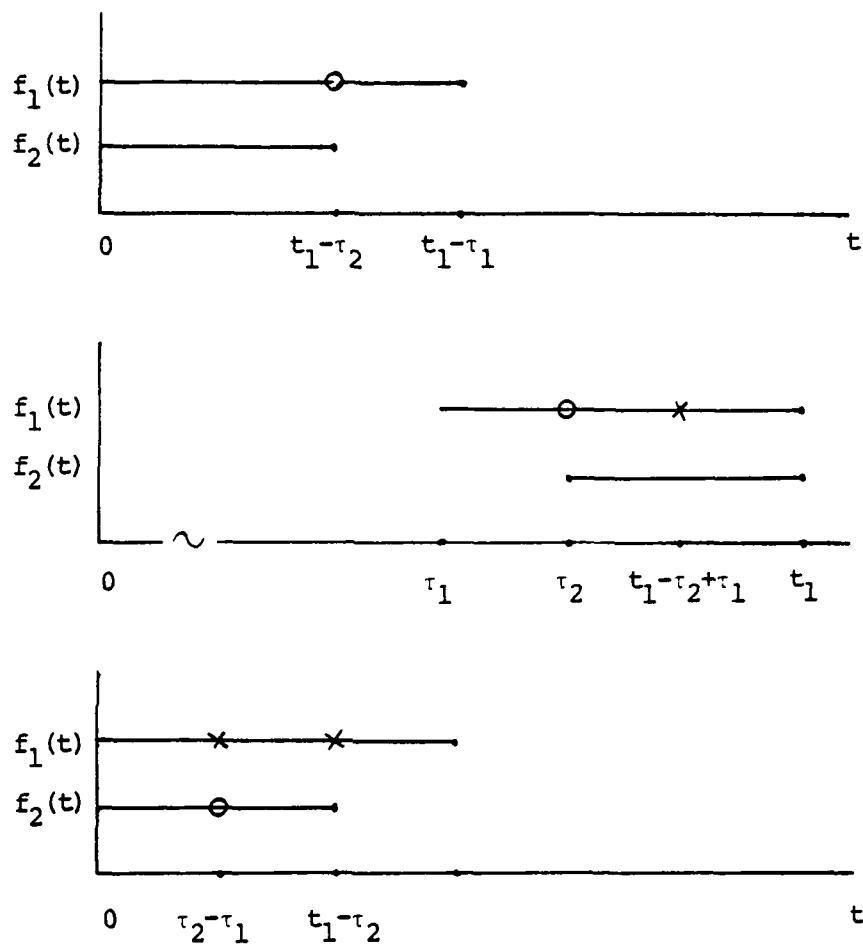 f₁(t)
f₂(t)
0 t₁-τ₂ t₁-τ₁ t
f₁(t)
f₂(t)
0 τ₁ τ₂ t₁-τ₂+τ₁ t₁
f₁(t)
f₂(t)
0 τ₂-τ₁ t₁-τ₂ t